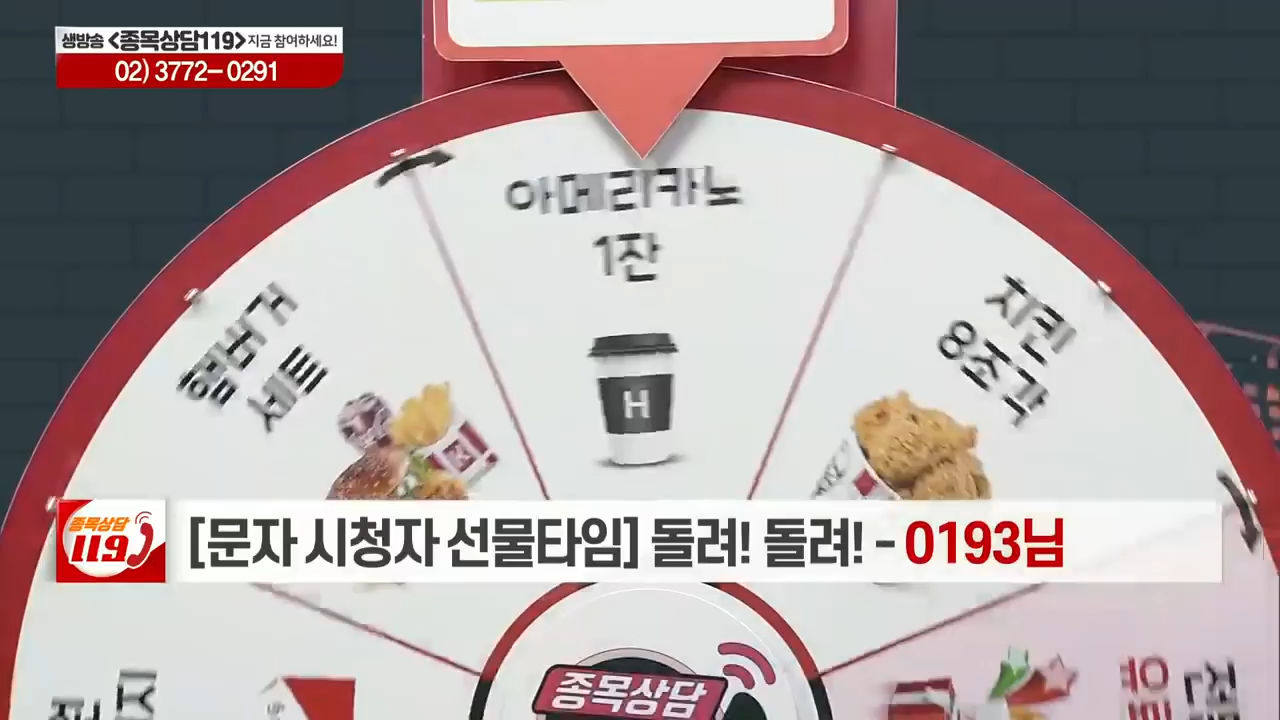 생방송 <종목상담119> 지금 참여하세요!
02) 3772-0291
아메리카노
1잔
햄버거
세트
치킨
8조각
H
종목상담
119
[문자 시청자 선물타임] 돌려! 돌려! - 0193님
종목상담